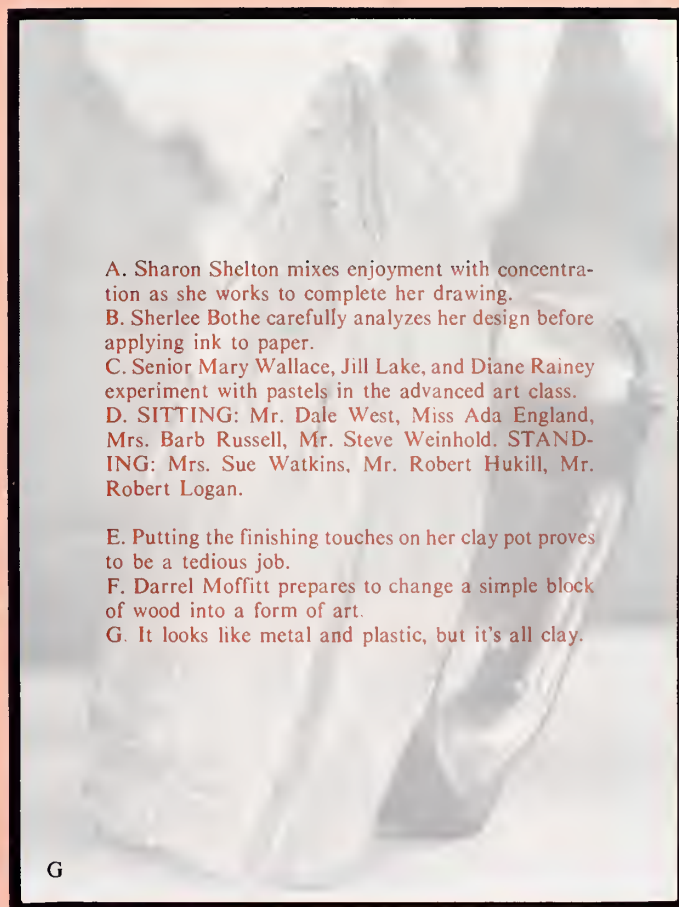 A. Sharon Shelton mixes enjoyment with concentra-
tion as she works to complete her drawing.
B. Sherlee Bothe carefully analyzes her design before
applying ink to paper.
C. Senior Mary Wallace, Jill Lake, and Diane Rainey
experiment with pastels in the advanced art class.
D. SITTING: Mr. Dale West, Miss Ada England,
Mrs. Barb Russell, Mr. Steve Weinhold. STAND-
ING: Mrs. Sue Watkins, Mr. Robert Hukill, Mr.
Robert Logan.
E. Putting the finishing touches on her clay pot proves
to be a tedious job.
F. Darrel Moffitt prepares to change a simple block
of wood into a form of art.
G. It looks like metal and plastic, but it's all clay.
G